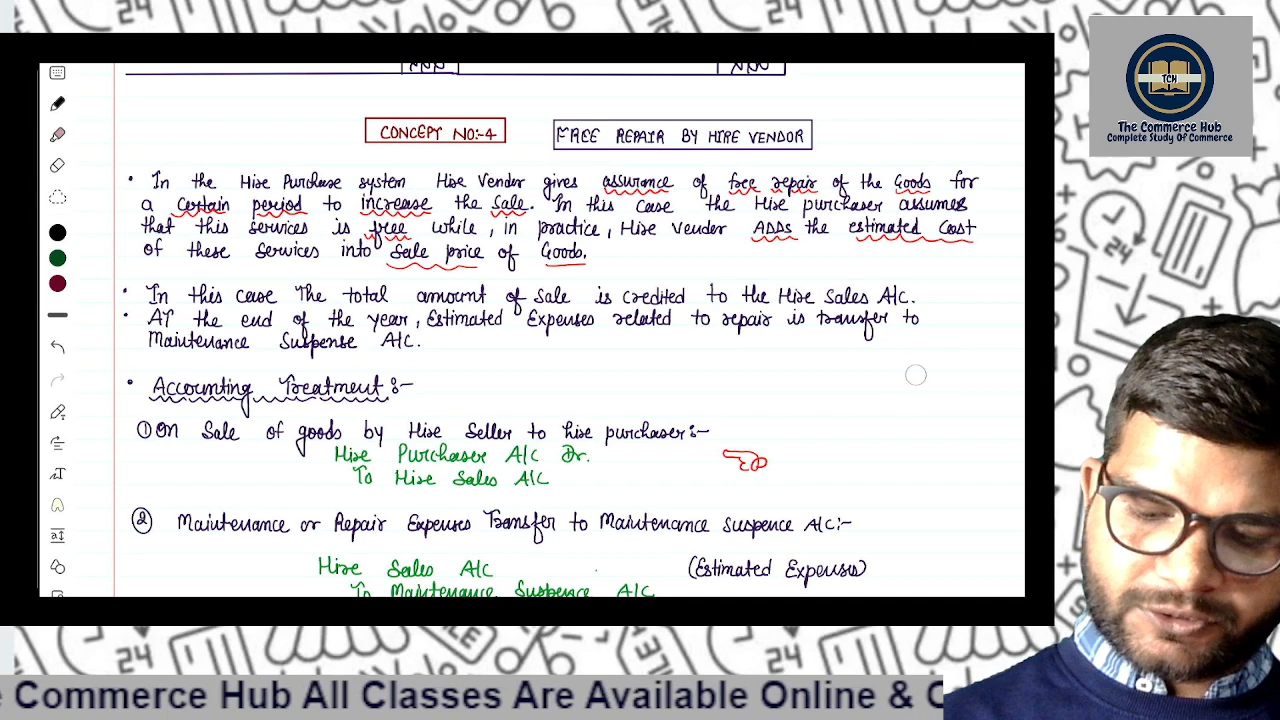 CONCEPT NO:-4
FREE REPAIR BY HIRE VENDOR
• In the Hire Purchase system Hire Vender gives assurance of free repair of the Goods for
a Certain period to increase the Sale. In this case the Hire purchaser assumes
that this services is free while, in practice, Hire Vender ADDs the estimated Cost
of these Services into Sale price of Goods.
• In this case The total amount of Sale is credited to the Hire Sales A/C.
• AT the end of the year, Estimated Expenses related to repair is transfer to
Maintenance Suspense A/C.
• Accounting Treatment:-
① On Sale of goods by Hire Seller to hire purchaser:-
Hire Purchaser A/C Dr.
To Hire Sales A/C
② Maintenance or Repair Expenses Transfer to Maintenance Suspence A/C:-
Hire Sales A/C (Estimated Expenses)
To Maintenance Suspence A/C
TCH
The Commerce Hub
Complete Study Of Commerce
e Commerce Hub All Classes Are Available Online &